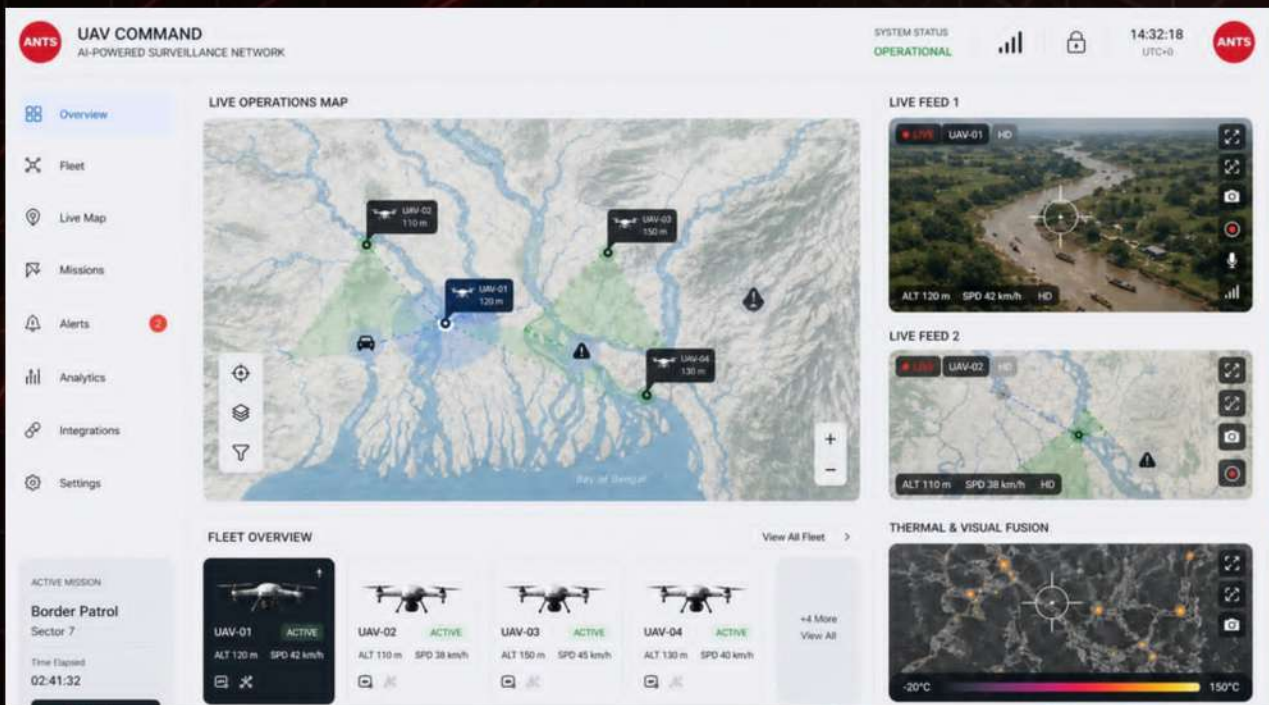 ANTS
UAV COMMAND
AI-POWERED SURVEILLANCE NETWORK
SYSTEM STATUS
OPERATIONAL
14:32:18
UTC+0
ANTS
Overview
Fleet
Live Map
Missions
Alerts
2
Analytics
Integrations
Settings
ACTIVE MISSION
Border Patrol
Sector 7
Time Elapsed
02:41:32
LIVE OPERATIONS MAP
UAV-02
110 m
UAV-03
150 m
UAV-01
120 m
UAV-04
130 m
Bay of Bengal
+
−
FLEET OVERVIEW
View All Fleet >
UAV-01 ACTIVE
ALT 120 m SPD 42 km/h
UAV-02 ACTIVE
ALT 110 m SPD 38 km/h
UAV-03 ACTIVE
ALT 150 m SPD 45 km/h
UAV-04 ACTIVE
ALT 130 m SPD 40 km/h
+4 More
View All
LIVE FEED 1
LIVE UAV-01 HD
ALT 120 m SPD 42 km/h HD
LIVE FEED 2
LIVE UAV-02 HD
ALT 110 m SPD 38 km/h HD
THERMAL & VISUAL FUSION
-20°C
150°C